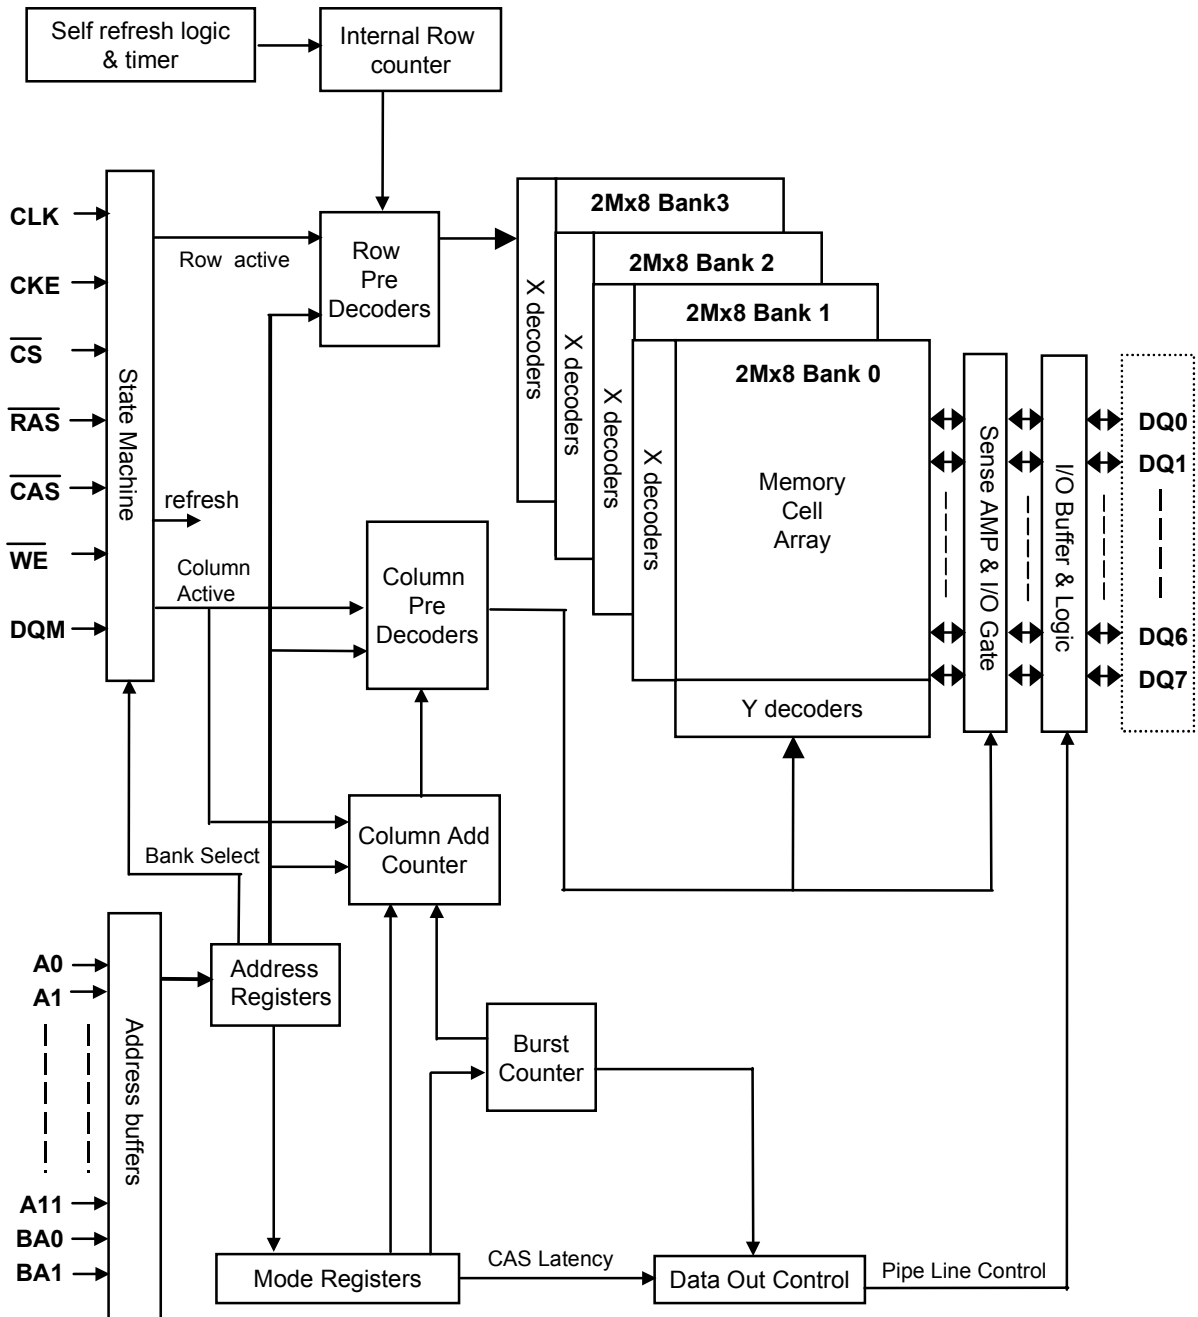 Self refresh logic
& timer
Internal Row
counter
CLK
CKE
CS
RAS
CAS
WE
DQM
State Machine
Row active
refresh
Column
Active
Row
Pre
Decoders
Column
Pre
Decoders
X decoders
2Mx8 Bank3
X decoders
2Mx8 Bank 2
X decoders
2Mx8 Bank 1
X decoders
2Mx8 Bank 0
Memory
Cell
Array
Y decoders
Sense AMP & I/O Gate
I/O Buffer & Logic
DQ0
DQ1
DQ6
DQ7
Bank Select
Column Add
Counter
A0
A1
A11
BA0
BA1
Address buffers
Address
Registers
Burst
Counter
Mode Registers
CAS Latency
Data Out Control
Pipe Line Control